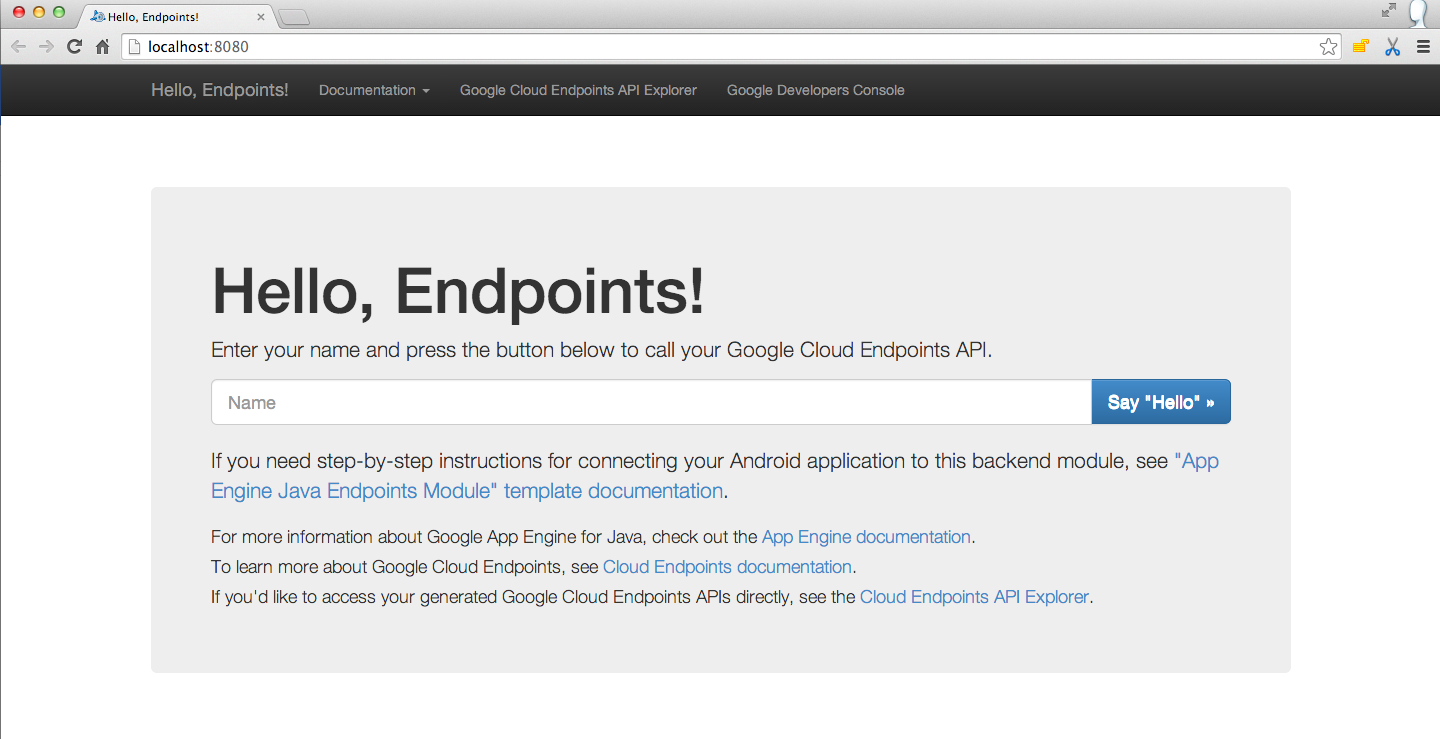 Hello, Endpoints!
localhost:8080
Hello, Endpoints! Documentation Google Cloud Endpoints API Explorer Google Developers Console
Hello, Endpoints!
Enter your name and press the button below to call your Google Cloud Endpoints API.
Name Say "Hello" »
If you need step-by-step instructions for connecting your Android application to this backend module, see "App
Engine Java Endpoints Module" template documentation.
For more information about Google App Engine for Java, check out the App Engine documentation.
To learn more about Google Cloud Endpoints, see Cloud Endpoints documentation.
If you'd like to access your generated Google Cloud Endpoints APIs directly, see the Cloud Endpoints API Explorer.